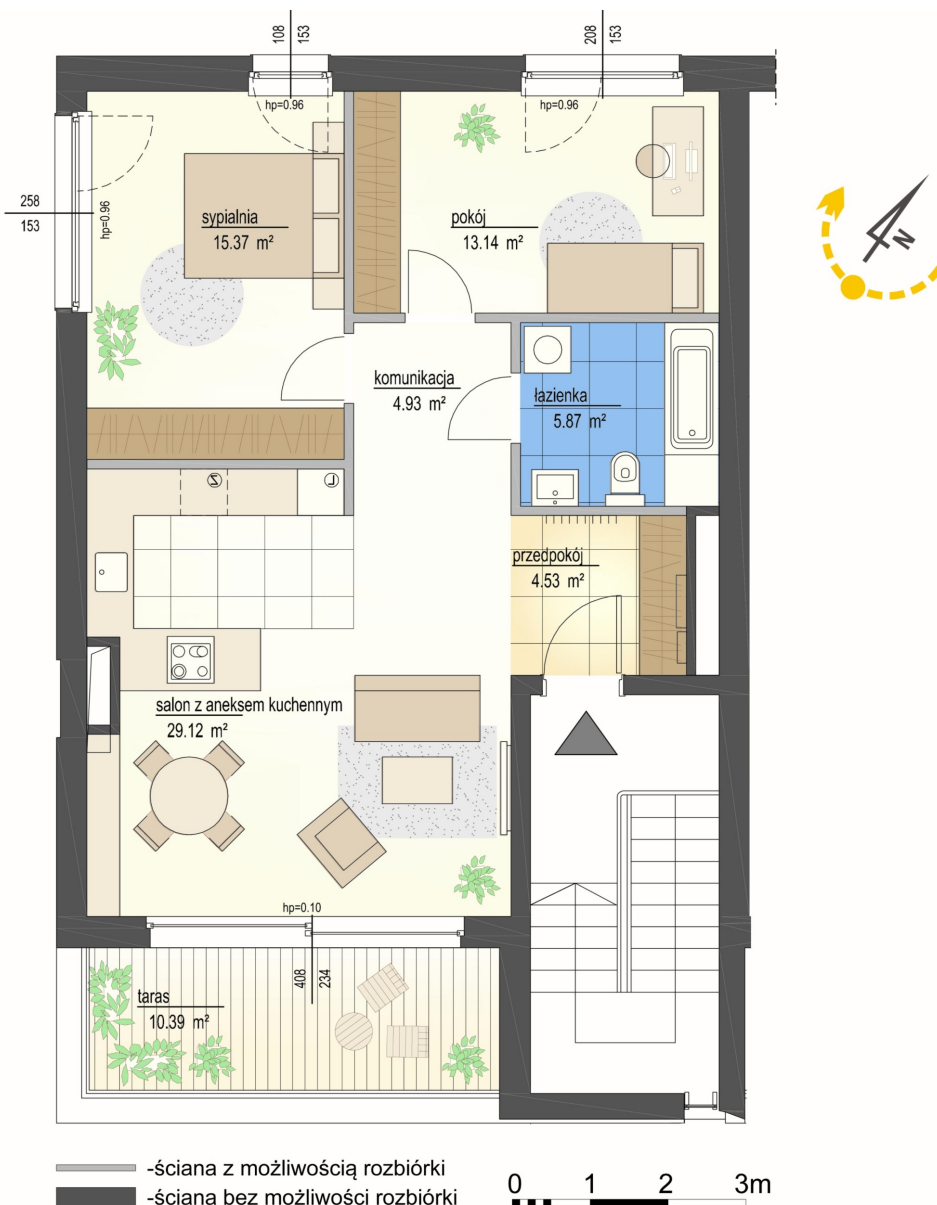 108
153
208
153
hp=0.96
hp=0.96
258
153
hp=0.96
sypialnia
15.37 m²
pokój
13.14 m²
N
komunikacja
4.93 m²
łazienka
5.87 m²
Z
L
przedpokój
4.53 m²
salon z aneksem kuchennym
29.12 m²
hp=0.10
408
234
taras
10.39 m²
-ściana z możliwością rozbiórki
-ściana bez możliwości rozbiórki
0 1 2 3m